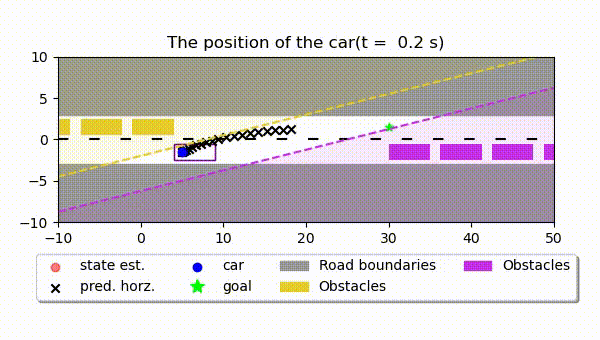 The position of the car(t =  0.2 s)
10
5
0
−5
−10
−10 0 10 20 30 40 50
state est. car Road boundaries Obstacles
pred. horz. goal Obstacles